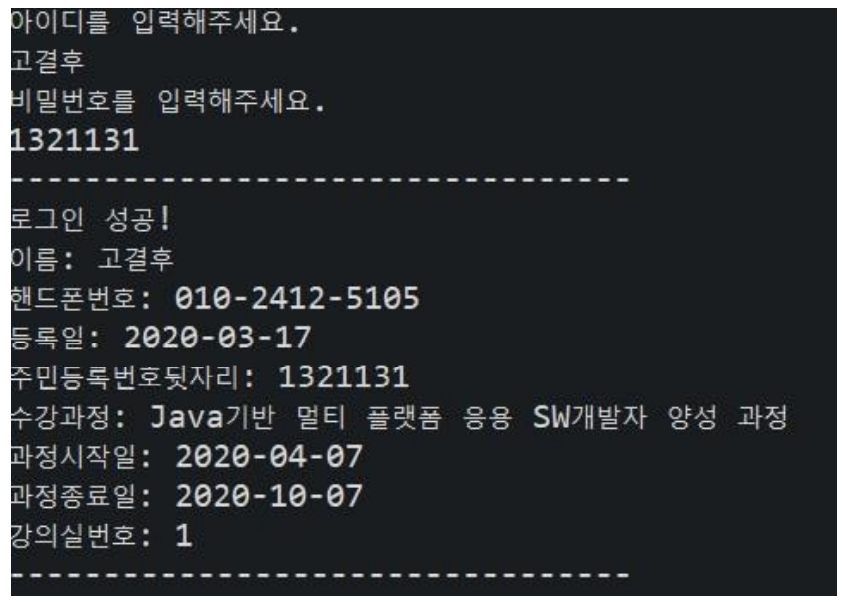 아이디를 입력해주세요.
고결후
비밀번호를 입력해주세요.
1321131
---------------------------------
로그인 성공!
이름: 고결후
핸드폰번호: 010-2412-5105
등록일: 2020-03-17
주민등록번호뒷자리: 1321131
수강과정: Java기반 멀티 플랫폼 응용 SW개발자 양성 과정
과정시작일: 2020-04-07
과정종료일: 2020-10-07
강의실번호: 1
---------------------------------